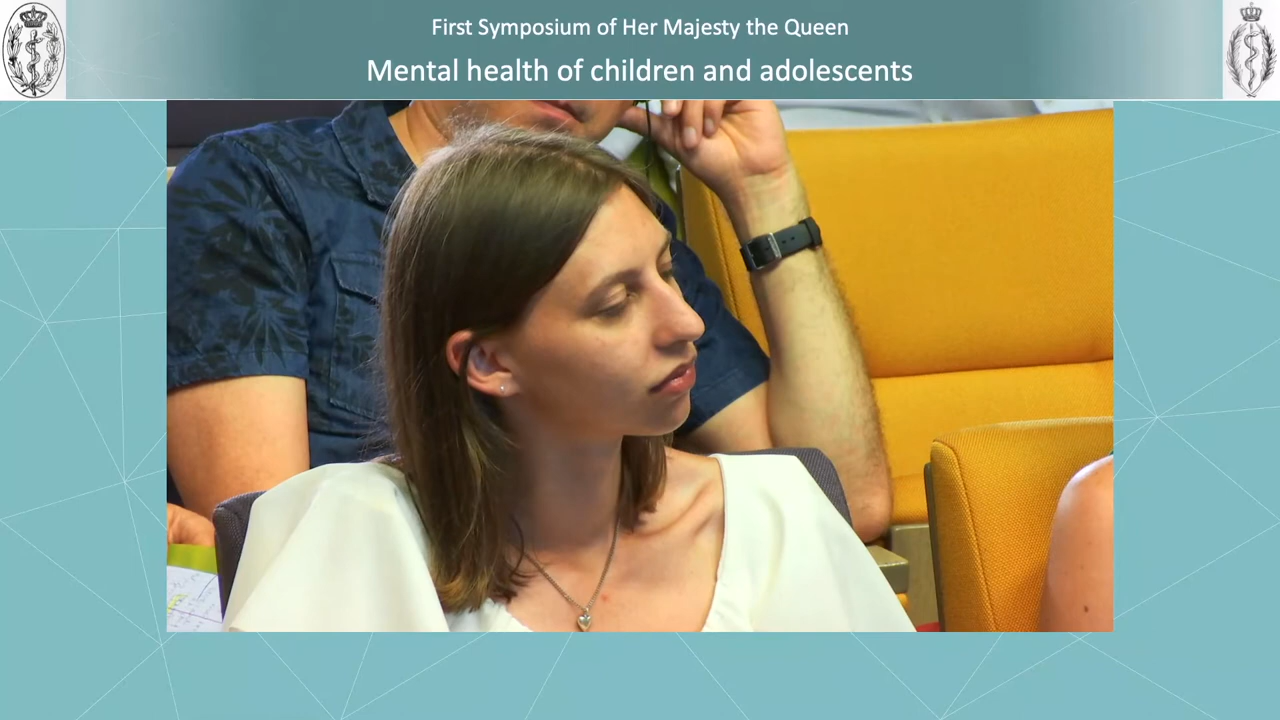 First Symposium of Her Majesty the Queen
Mental health of children and adolescents